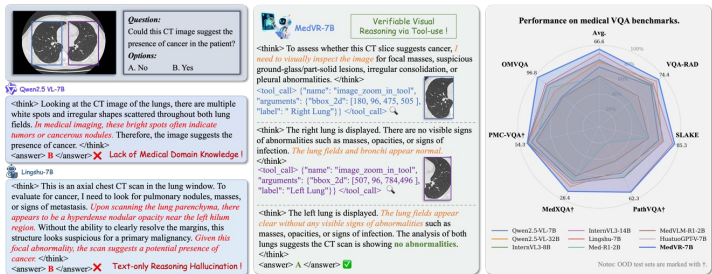 Question:
Could this CT image suggest the
presence of cancer in the patient?
Options:
A. No B. Yes
Qwen2.5 VL-7B
<think> Looking at the CT image of the lungs, there are multiple
white spots and irregular shapes scattered throughout both lung
fields. In medical imaging, these bright spots often indicate
tumors or cancerous nodules. Therefore, the image suggests the
presence of cancer. </think>
<answer> B </answer> Lack of Medical Domain Knowledge !
Lingshu-7B
<think> This is an axial chest CT scan in the lung window. To
evaluate for cancer, I need to look for pulmonary nodules, masses,
or signs of metastasis. Upon scanning the lung parenchyma, there
appears to be a hyperdense nodular opacity near the left hilum
region. Without the ability to clearly resolve the margins, this
structure looks suspicious for a primary malignancy. Given this
focal abnormality, the scan suggests a potential presence of
cancer. </think>
<answer> B </answer> Text-only Reasoning Hallucination !
MedVR-7B
Verifiable Visual
Reasoning via Tool-use !
<think> To assess whether this CT slice suggests cancer, I
need to visually inspect the image for focal masses, suspicious
ground-glass/part-solid lesions, irregular consolidation, or
pleural abnormalities. </think>
<tool_call> {"name": "image_zoom_in_tool",
"arguments": {"bbox_2d": [180, 96, 475, 505 ],
"label": " Right Lung"}} </tool_call>
<think> The right lung is displayed. There are no visible signs
of abnormalities such as masses, opacities, or signs of
infection. The lung fields and bronchi appear normal.
</think>
<tool_call> {"name": "image_zoom_in_tool",
"arguments": {"bbox_2d": [507, 96, 784,496 ],
"label": "Left Lung"}} </tool_call>
<think> The left lung is displayed. The lung fields appear
clear without any visible signs of abnormalities such as
masses, opacities, or signs of infection. The analysis of both
lungs suggests the CT scan is showing no abnormalities.
</think>
<answer> A </answer>
Performance on medical VQA benchmarks.
Avg.
66.6
100%
VQA-RAD
80%
60%
OMVQA
96.8
SLAKE
85.3
PMC-VQA†
54.3
PathVQA†
62.3
MedXQA†
28.4
Qwen2.5-VL-7B InternVL3-14B MedVLM-R1-2B
Qwen2.5-VL-32B Lingshu-7B HuatuoGPTV-7B
InternVL3-8B Med-R1-2B MedVR-7B
Notes: OOD test sets are marked with †.